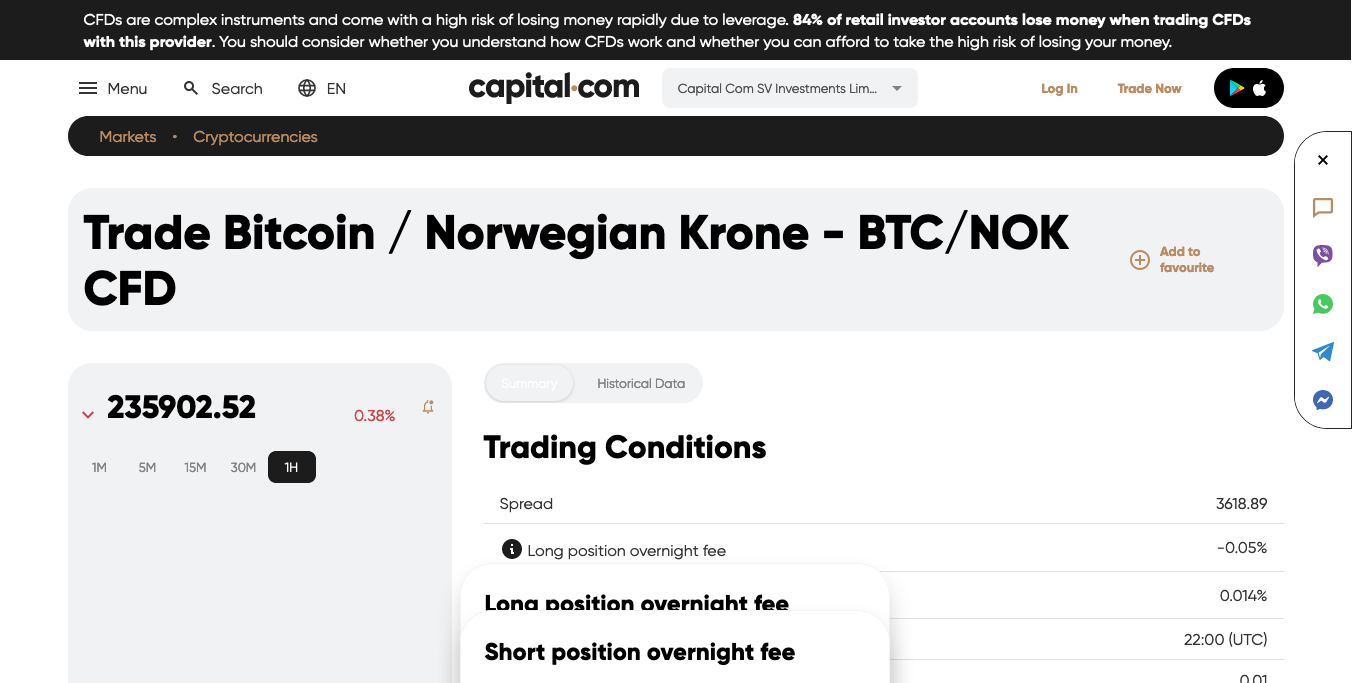 CFDs are complex instruments and come with a high risk of losing money rapidly due to leverage. 84% of retail investor accounts lose money when trading CFDs
with this provider. You should consider whether you understand how CFDs work and whether you can afford to take the high risk of losing your money.
Menu Search EN capital.com Capital Com SV Investments Lim... Log In Trade Now
Markets • Cryptocurrencies
Trade Bitcoin / Norwegian Krone - BTC/NOK
CFD
Add to
favourite
235902.52 0.38%
1M 5M 15M 30M 1H
Summary Historical Data
Trading Conditions
Spread 3618.89
Long position overnight fee -0.05%
Long position overnight fee 0.014%
22:00 (UTC)
Short position overnight fee
0.01